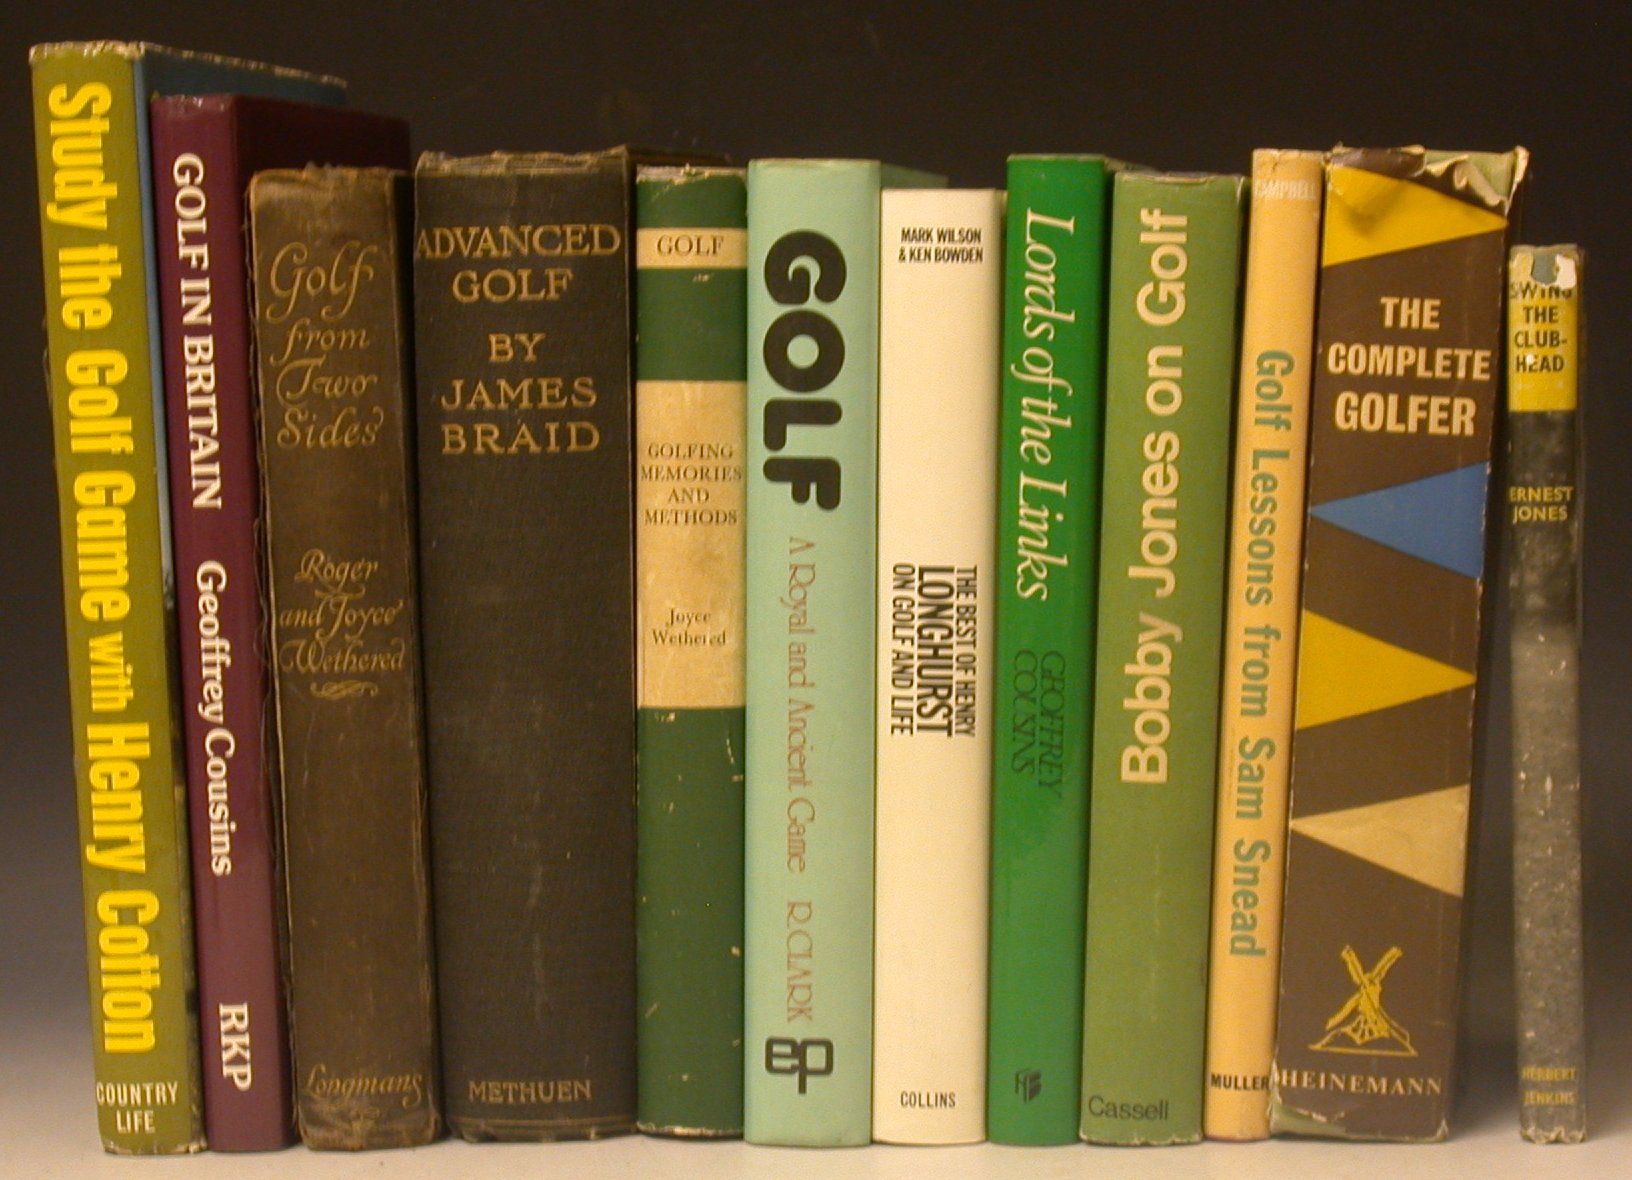 Study the Golf Game with Henry Cotton
COUNTRY
LIFE
GOLF IN BRITAIN Geoffrey Cousins RKP
Golf
from
Two
Sides
Roger
and Joyce
Wethered
Longmans
ADVANCED
GOLF
BY
JAMES
BRAID
METHUEN
GOLF
GOLFING
MEMORIES
AND
METHODS
Joyce
Wethered
GOLF A Royal and Ancient Game R. CLARK
EP
MARK WILSON
& KEN BOWDEN
THE BEST OF HENRY
LONGHURST
ON GOLF AND LIFE
COLLINS
Lords of the Links GEOFFREY
COUSINS
Bobby Jones on Golf
Cassell
CAMPBELL
Golf Lessons from Sam Snead
MULLER
THE
COMPLETE
GOLFER
HEINEMANN
SWING
THE
CLUB-
HEAD
ERNEST
JONES
HERBERT
JENKINS